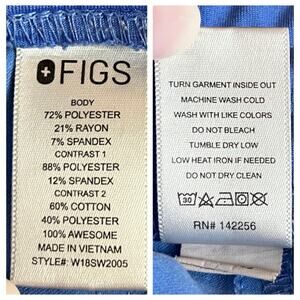 FIGS
BODY
72% POLYESTER
21% RAYON
7% SPANDEX
CONTRAST 1
88% POLYESTER
12% SPANDEX
CONTRAST 2
60% COTTON
40% POLYESTER
100% AWESOME
MADE IN VIETNAM
STYLE#: W18SW2005
TURN GARMENT INSIDE OUT
MACHINE WASH COLD
WASH WITH LIKE COLORS
DO NOT BLEACH
TUMBLE DRY LOW
LOW HEAT IRON IF NEEDED
DO NOT DRY CLEAN
30
RN# 142256